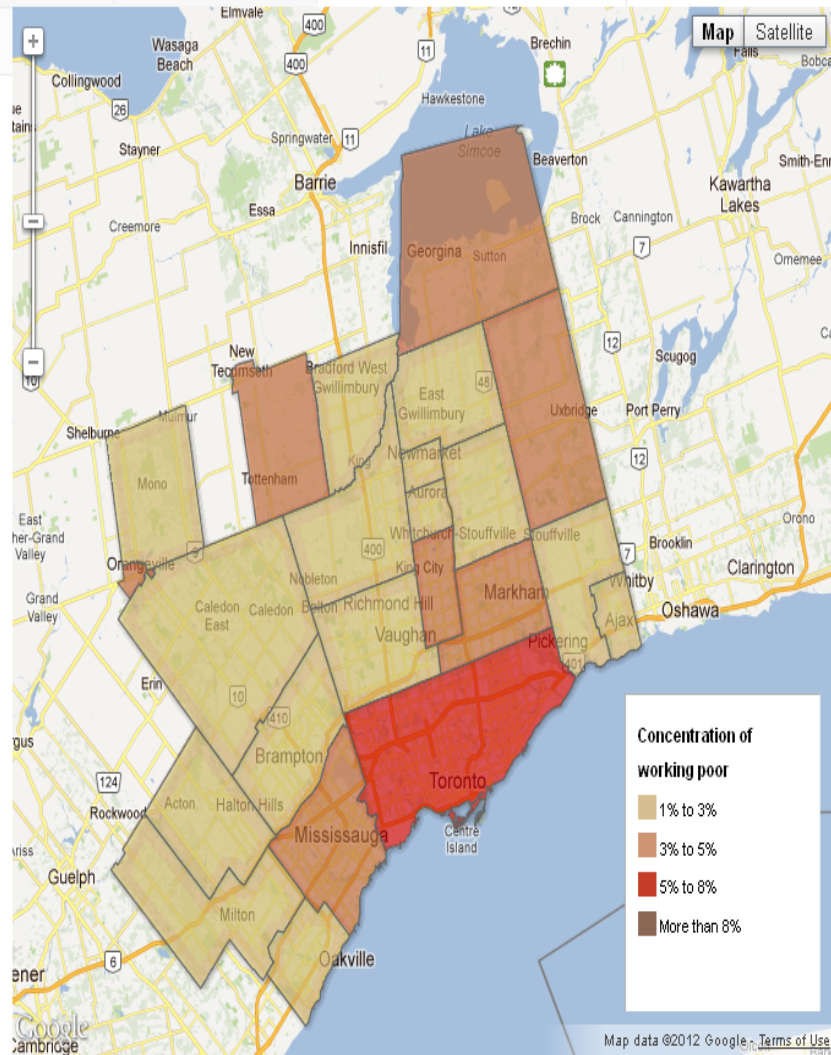 Elmvale
400
Map
Satellite
Wasaga
Beach
11
Brechin
Falls
400
Collingwood
26
Hawkestone
Springwater
11
Lake
Simcoe
Stayner
Beaverton
Barrie
Kawartha
Lakes
Essa
Creemore
Brock
Cannington
Innisfil
Georgina
Sutton
7
Omemee
New
Tecumseth
Bradford West
Gwillimbury
12
Scugog
10
East
Gwillimbury
48
Uxbridge
Port Perry
Shelburne
Mulmur
Newmarket
12
Mono
Tottenham
King
Aurora
East
Orono
Valley
9
400
Whitchurch-Stouffville
Stouffville
7
Brooklin
Orangeville
King City
Clarington
Nobleton
Markham
Whitby
Grand
Valley
Caledon
East
Caledon
Bolton
Richmond Hill
Oshawa
Vaughan
Ajax
Pickering
401
Erin
10
410
Brampton
Concentration of
working poor
124
Toronto
Rockwood
Acton
Halton Hills
1% to 3%
Mississauga
Centre
Island
3% to 5%
Guelph
5% to 8%
Milton
More than 8%
6
Oakville
Google
Cambridge
Map data ©2012 Google - Terms of Use